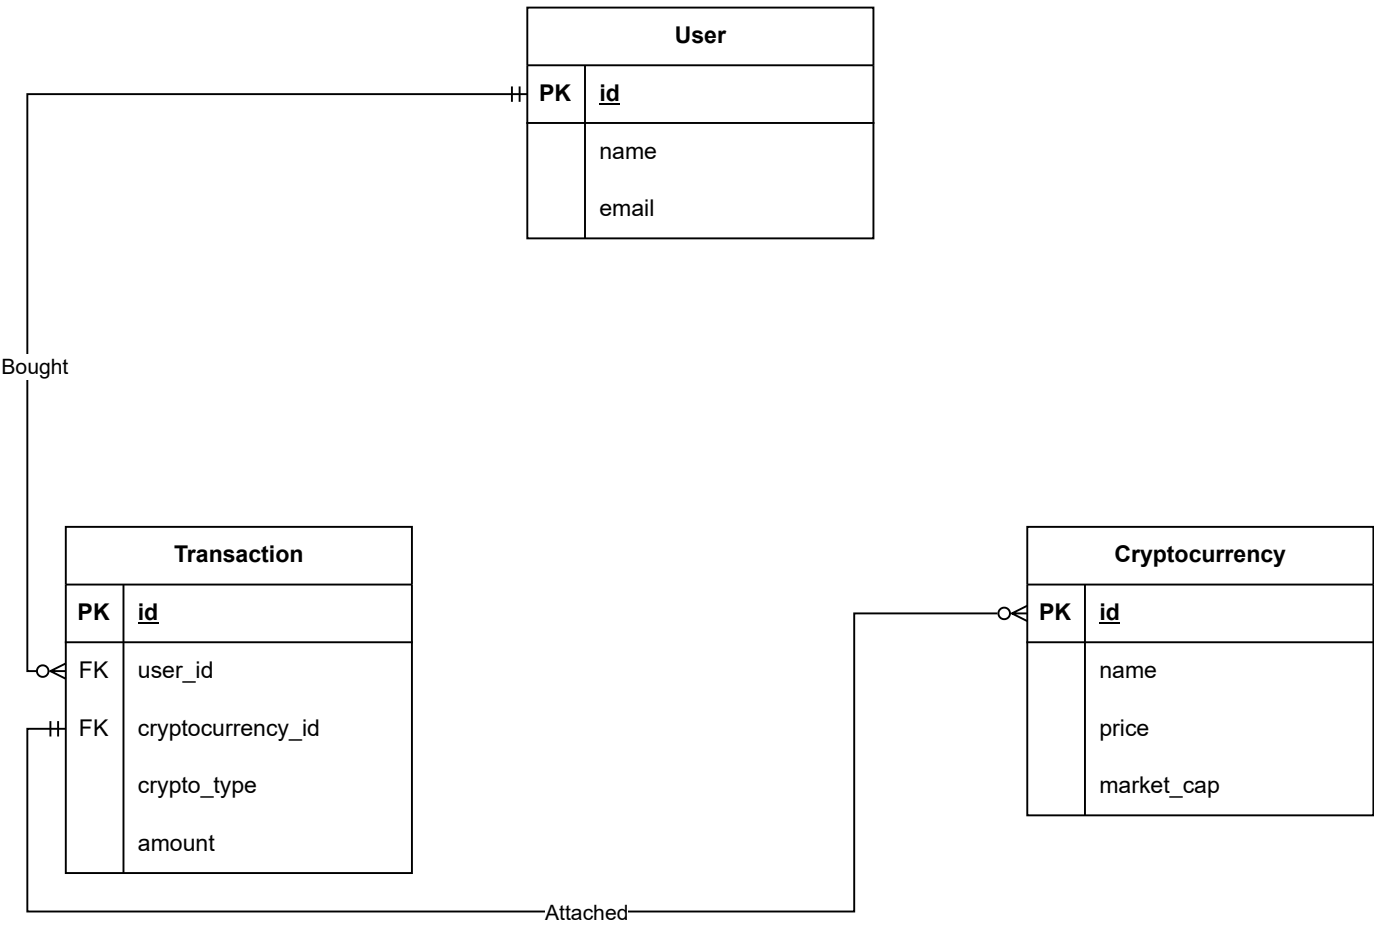 User
PK id
name
email
Bought
Transaction
PK id
FK user_id
FK cryptocurrency_id
crypto_type
amount
Cryptocurrency
PK id
name
price
market_cap
Attached